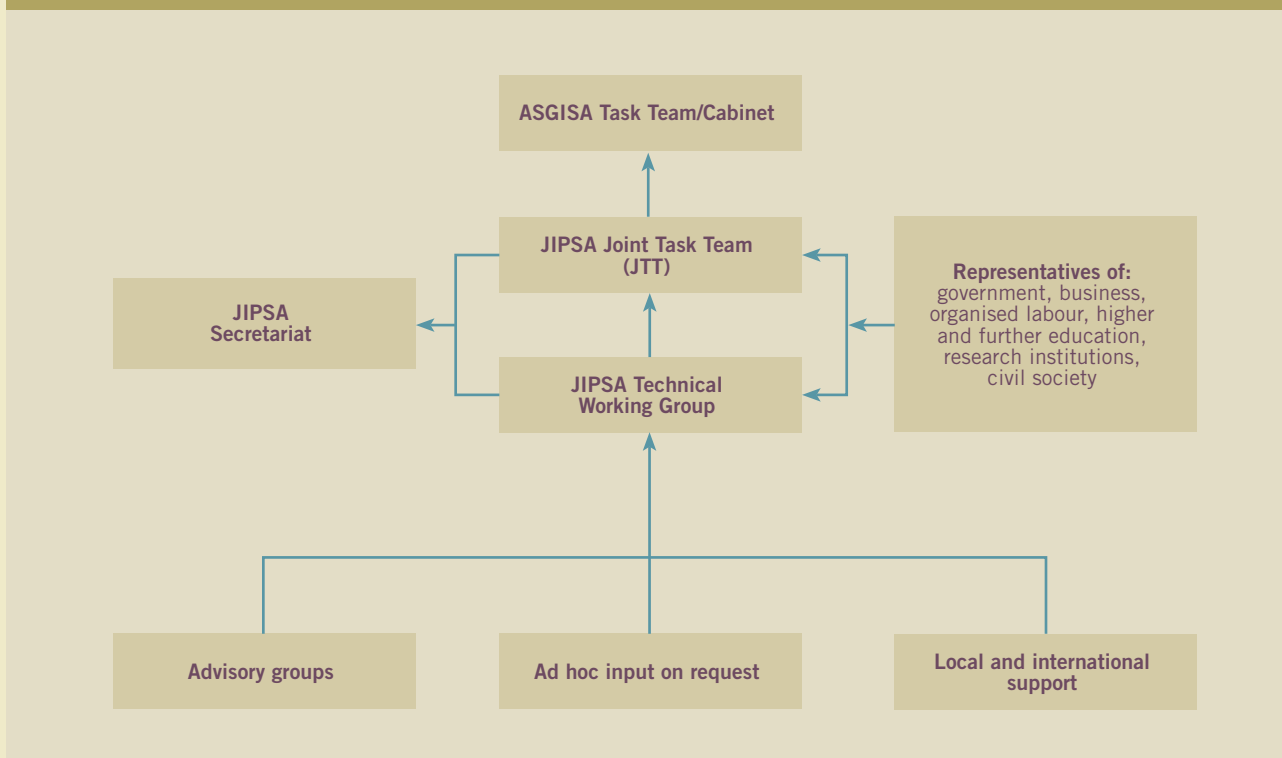 ASGISA Task Team/Cabinet
JIPSA Joint Task Team
(JTT)
JIPSA
Secretariat
Representatives of:
government, business,
organised labour, higher
and further education,
research institutions,
civil society
JIPSA Technical
Working Group
Advisory groups
Ad hoc input on request
Local and international
support